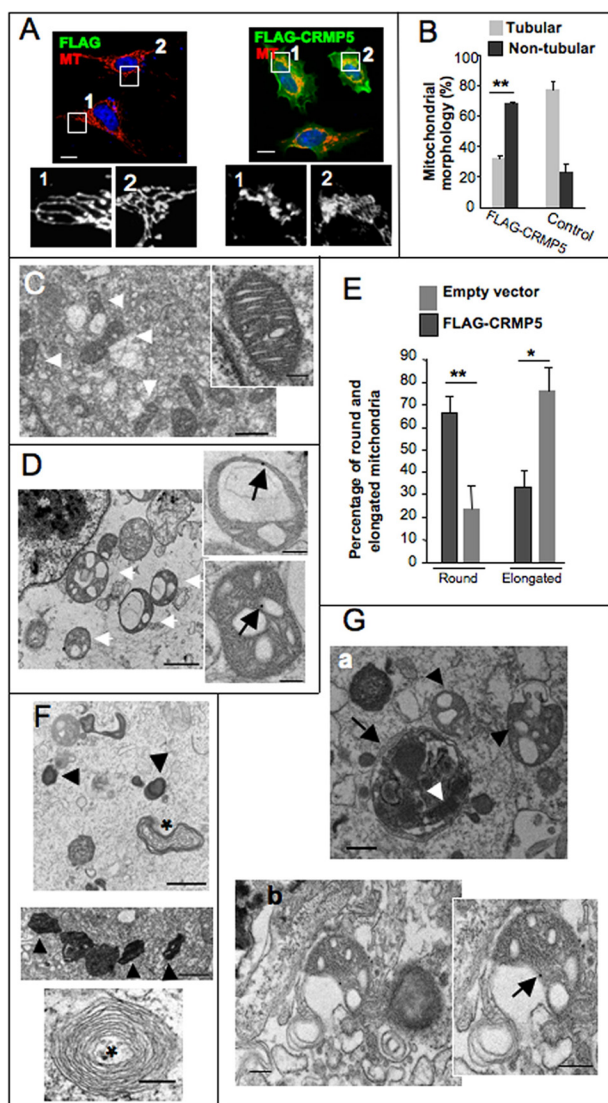 A
FLAG
MT
2
1
1
2
FLAG-CRMP5
MT
1
2
1
2
B
Tubular
Non-tubular
Mitochondrial
morphology (%)
100
80
60
40
20
0
**
FLAG-CRMP5
Control
C
D
E
Empty vector
FLAG-CRMP5
Percentage of round and
elongated mitchondria
90
80
70
60
50
40
30
20
10
0
**
*
Round
Elongated
F
*
*
G
a
b